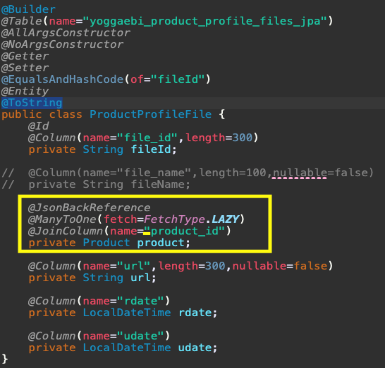 @Builder
@Table(name="yoggaebi_product_profile_files_jpa")
@AllArgsConstructor
@NoArgsConstructor
@Getter
@Setter
@EqualsAndHashCode(of="fileId")
@Entity
@ToString
public class ProductProfileFile {
@Id
@Column(name="file_id",length=300)
private String fileId;
// @Column(name="file_name",length=100,nullable=false)
// private String fileName;
@JsonBackReference
@ManyToOne(fetch=FetchType.LAZY)
@JoinColumn(name="product_id")
private Product product;
@Column(name="url",length=300,nullable=false)
private String url;
@Column(name="rdate")
private LocalDateTime rdate;
@Column(name="udate")
private LocalDateTime udate;
}